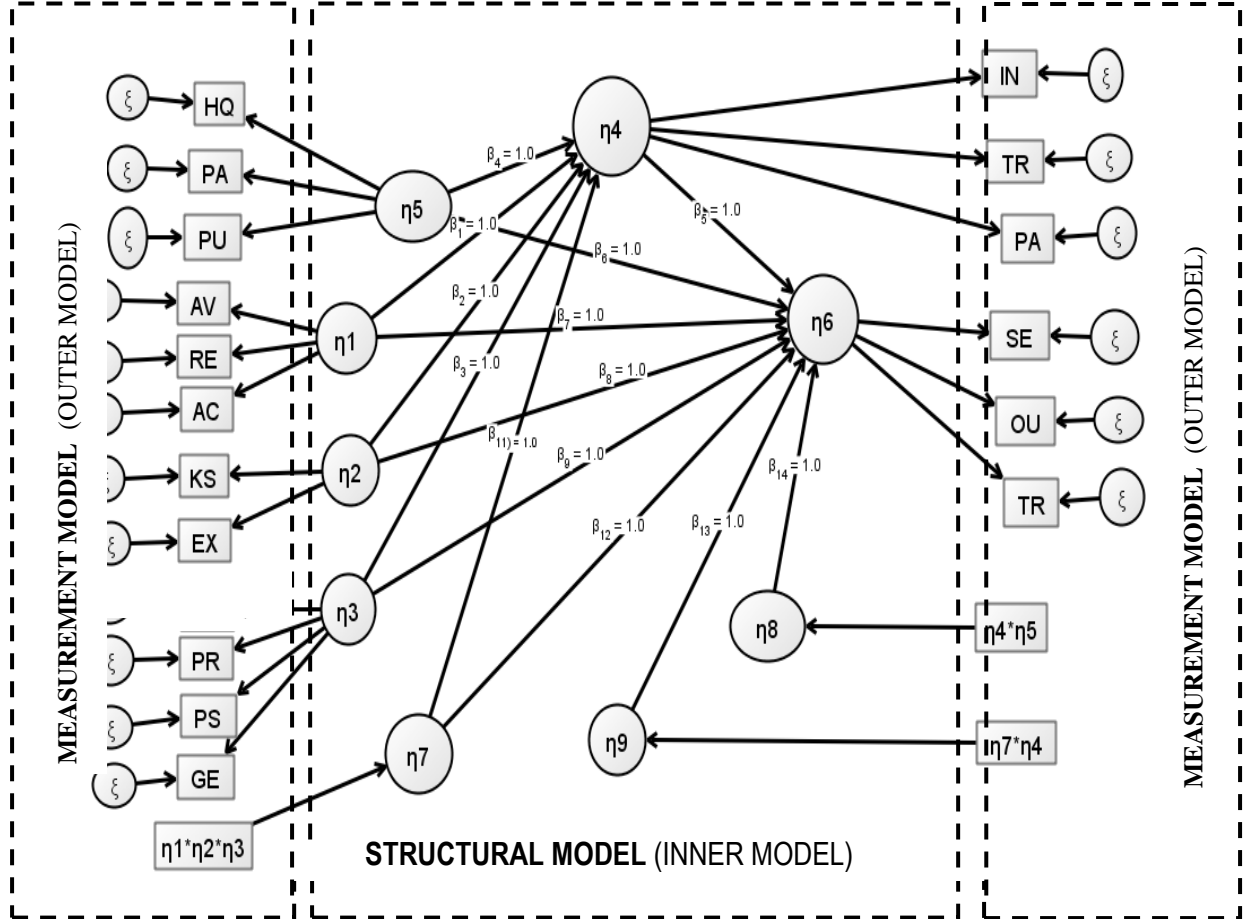 MEASUREMENT MODEL (OUTER MODEL)
ξ
HQ
ξ
PA
ξ
PU
AV
ξ
RE
ξ
AC
ξ
KS
ξ
EX
ξ
PR
ξ
PS
ξ
GE
η1*η2*η3
η5
η1
η2
η3
η7
η4
η6
η8
η9
β4 = 1.0
β1 = 1.0
β5 = 1.0
β6 = 1.0
β2 = 1.0
β7 = 1.0
β3 = 1.0
β8 = 1.0
β11) = 1.0
β9 = 1.0
β14 = 1.0
β12 = 1.0
β13 = 1.0
STRUCTURAL MODEL (INNER MODEL)
IN
ξ
TR
ξ
PA
ξ
SE
ξ
OU
ξ
TR
ξ
η4*η5
η7*η4
MEASUREMENT MODEL (OUTER MODEL)